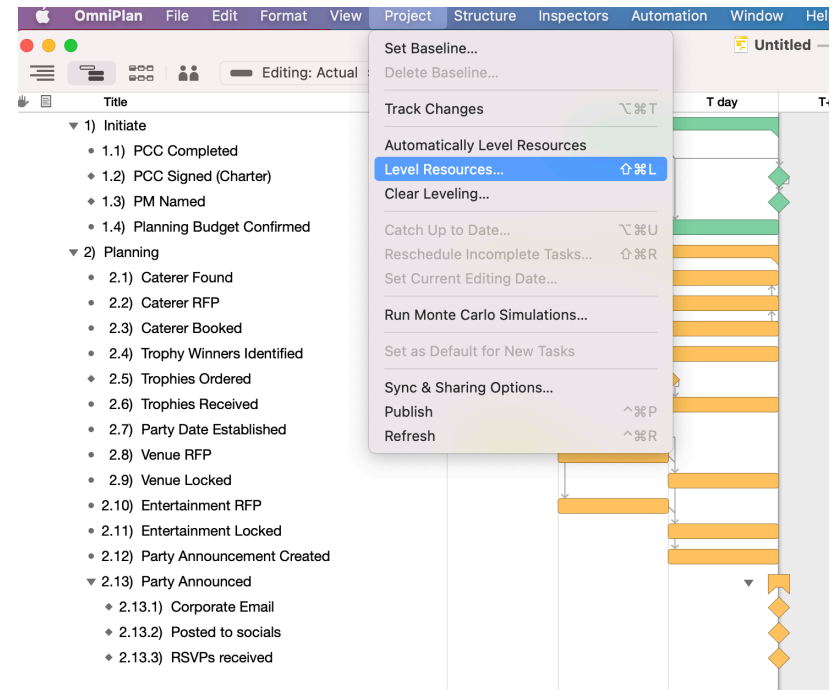 OmniPlan File Edit Format View Project Structure Inspectors Automation Window Hel
Untitled —
Editing: Actual
Title
T day
T+
1) Initiate
1.1) PCC Completed
1.2) PCC Signed (Charter)
1.3) PM Named
1.4) Planning Budget Confirmed
2) Planning
2.1) Caterer Found
2.2) Caterer RFP
2.3) Caterer Booked
2.4) Trophy Winners Identified
2.5) Trophies Ordered
2.6) Trophies Received
2.7) Party Date Established
2.8) Venue RFP
2.9) Venue Locked
2.10) Entertainment RFP
2.11) Entertainment Locked
2.12) Party Announcement Created
2.13) Party Announced
2.13.1) Corporate Email
2.13.2) Posted to socials
2.13.3) RSVPs received
Set Baseline...
Delete Baseline...
Track Changes ⌥⌘T
Automatically Level Resources
Level Resources... ⇧⌘L
Clear Leveling...
Catch Up to Date... ⌥⌘U
Reschedule Incomplete Tasks... ⇧⌘R
Set Current Editing Date...
Run Monte Carlo Simulations...
Set as Default for New Tasks
Sync & Sharing Options...
Publish ^⌘P
Refresh ^⌘R